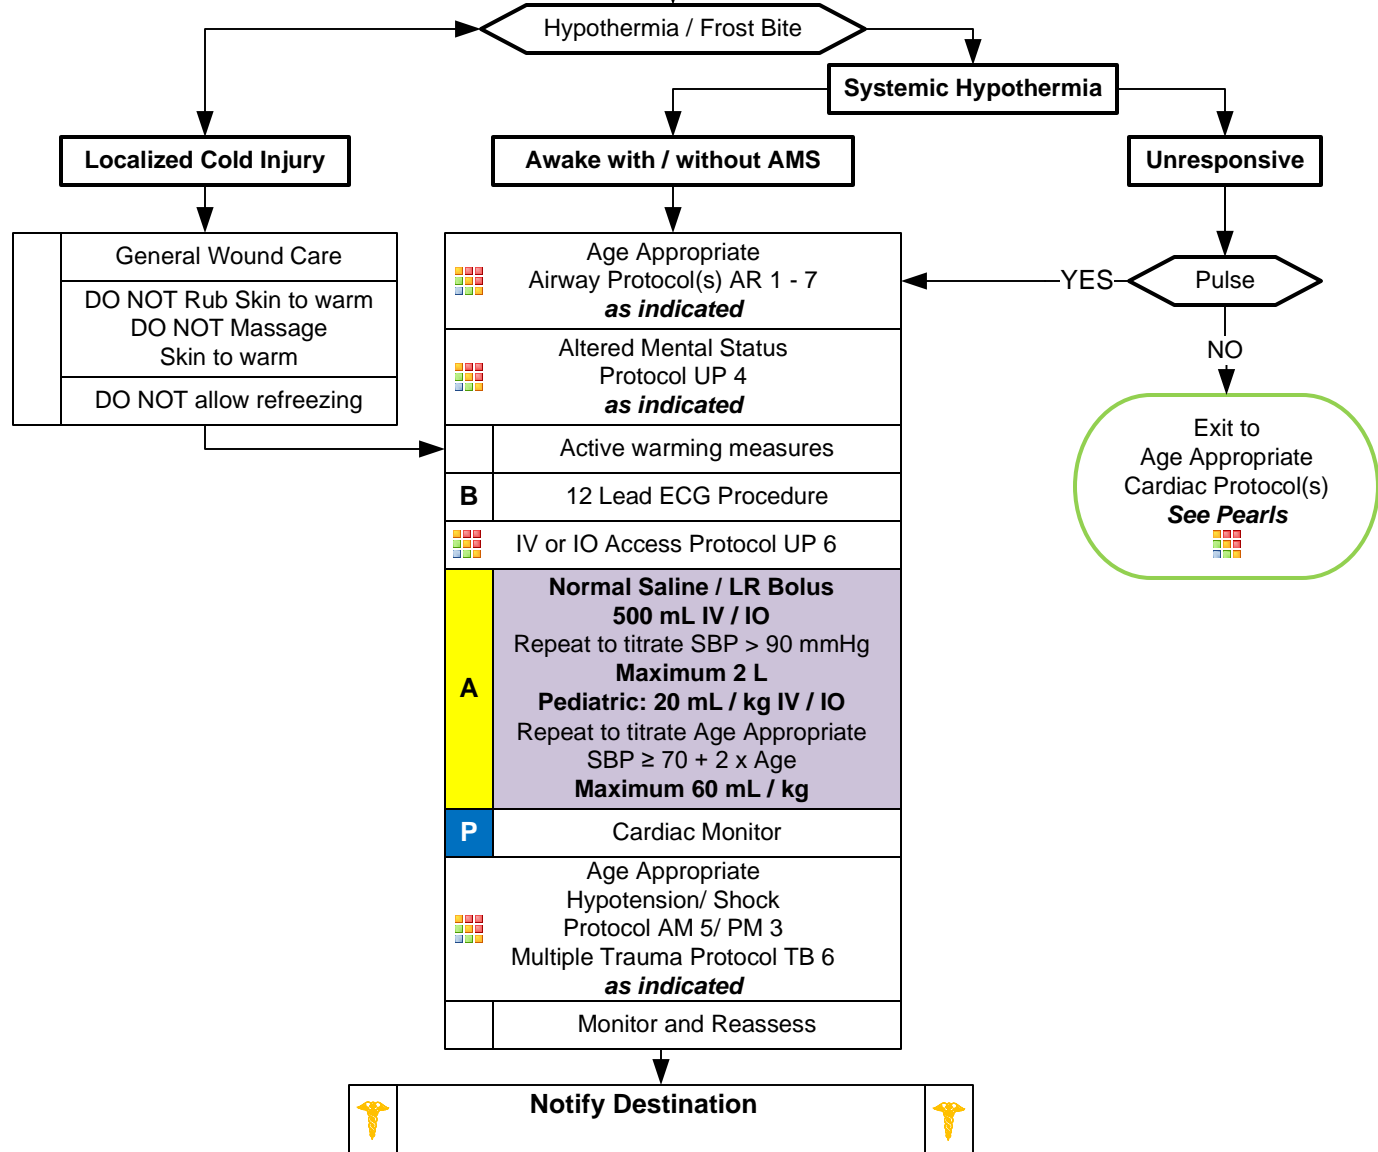 Hypothermia / Frost Bite
Systemic Hypothermia
Localized Cold Injury
Awake with / without AMS
Unresponsive
General Wound Care
DO NOT Rub Skin to warm
DO NOT Massage
Skin to warm
DO NOT allow refreezing
Age Appropriate
Airway Protocol(s) AR 1 - 7
as indicated
Altered Mental Status
Protocol UP 4
as indicated
Active warming measures
B
12 Lead ECG Procedure
IV or IO Access Protocol UP 6
A
Normal Saline / LR Bolus
500 mL IV / IO
Repeat to titrate SBP > 90 mmHg
Maximum 2 L
Pediatric: 20 mL / kg IV / IO
Repeat to titrate Age Appropriate
SBP ≥ 70 + 2 x Age
Maximum 60 mL / kg
P
Cardiac Monitor
Age Appropriate
Hypotension/ Shock
Protocol AM 5/ PM 3
Multiple Trauma Protocol TB 6
as indicated
Monitor and Reassess
YES
Pulse
NO
Exit to
Age Appropriate
Cardiac Protocol(s)
See Pearls
Notify Destination